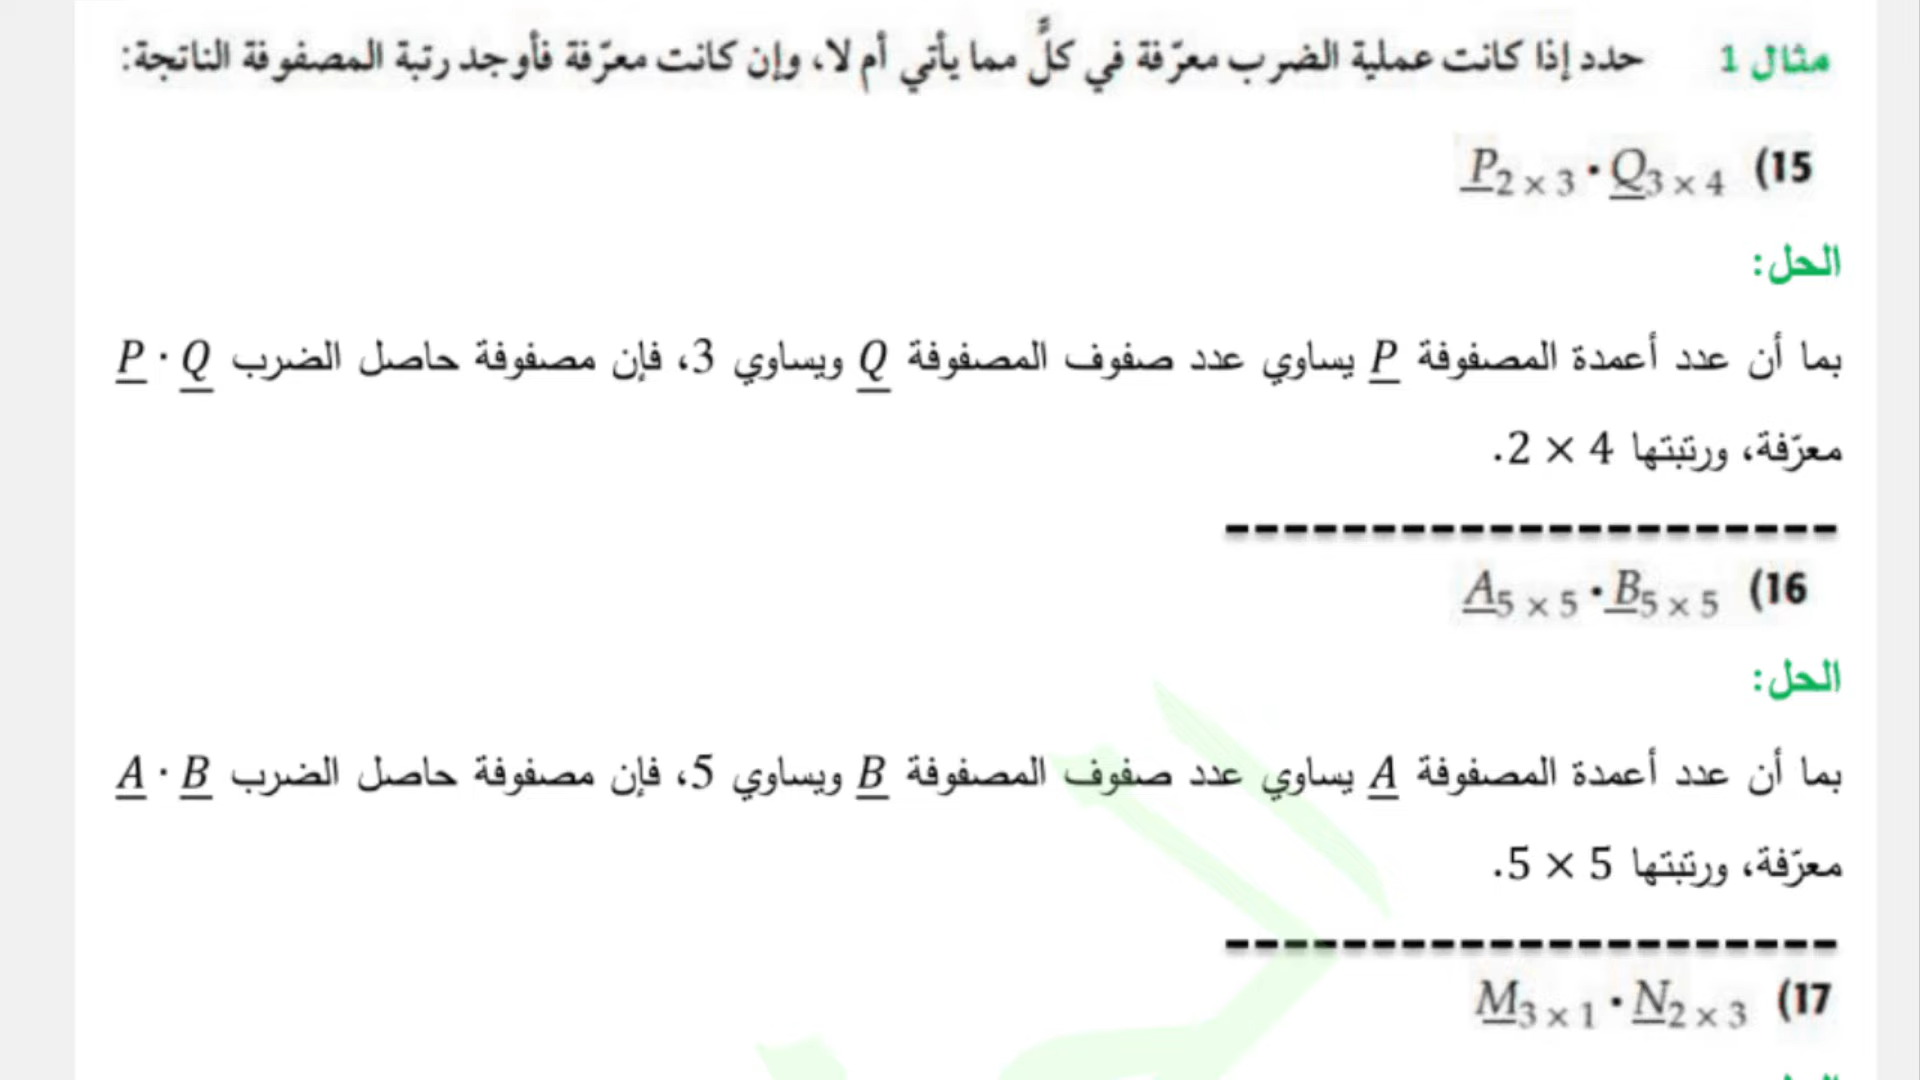 مثال 1 حدد إذا كانت عملية الضرب معرّفة في كلٍّ مما يأتي أم لا، وإن كانت معرّفة فأوجد رتبة المصفوفة الناتجة:
15) P2 × 3 · Q3 × 4
الحل:
بما أن عدد أعمدة المصفوفة P يساوي عدد صفوف المصفوفة Q ويساوي 3، فإن مصفوفة حاصل الضرب P · Q
معرّفة، ورتبتها 2 × 4.
16) A5 × 5 · B5 × 5
الحل:
بما أن عدد أعمدة المصفوفة A يساوي عدد صفوف المصفوفة B ويساوي 5، فإن مصفوفة حاصل الضرب A · B
معرّفة، ورتبتها 5 × 5.
17) M3 × 1 · N2 × 3